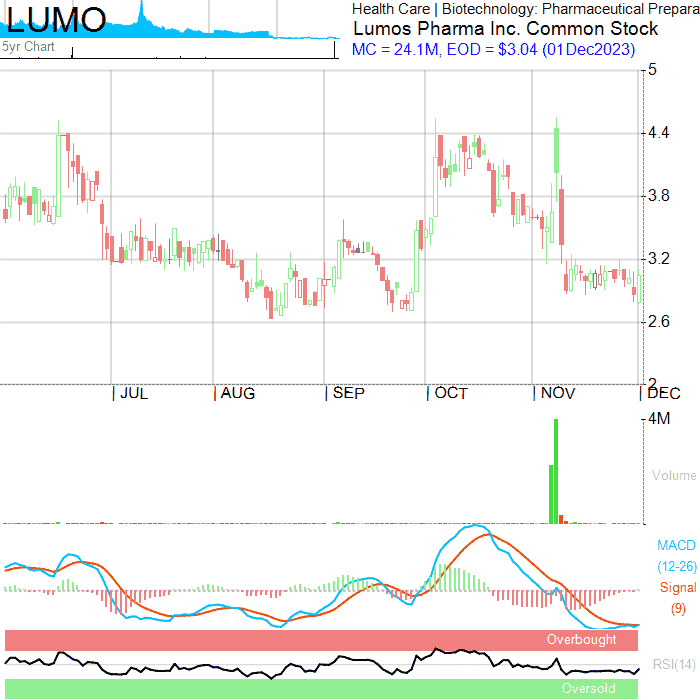 LUMO
5yr Chart
Health Care | Biotechnology: Pharmaceutical Prepara
Lumos Pharma Inc. Common Stock
MC = 24.1M, EOD = $3.04 (01Dec2023)
5
4.4
3.8
3.2
2.6
2
JUL AUG SEP OCT NOV DEC
4M
Volume
MACD
(12-26)
Signal
(9)
Overbought
RSI(14)
Oversold